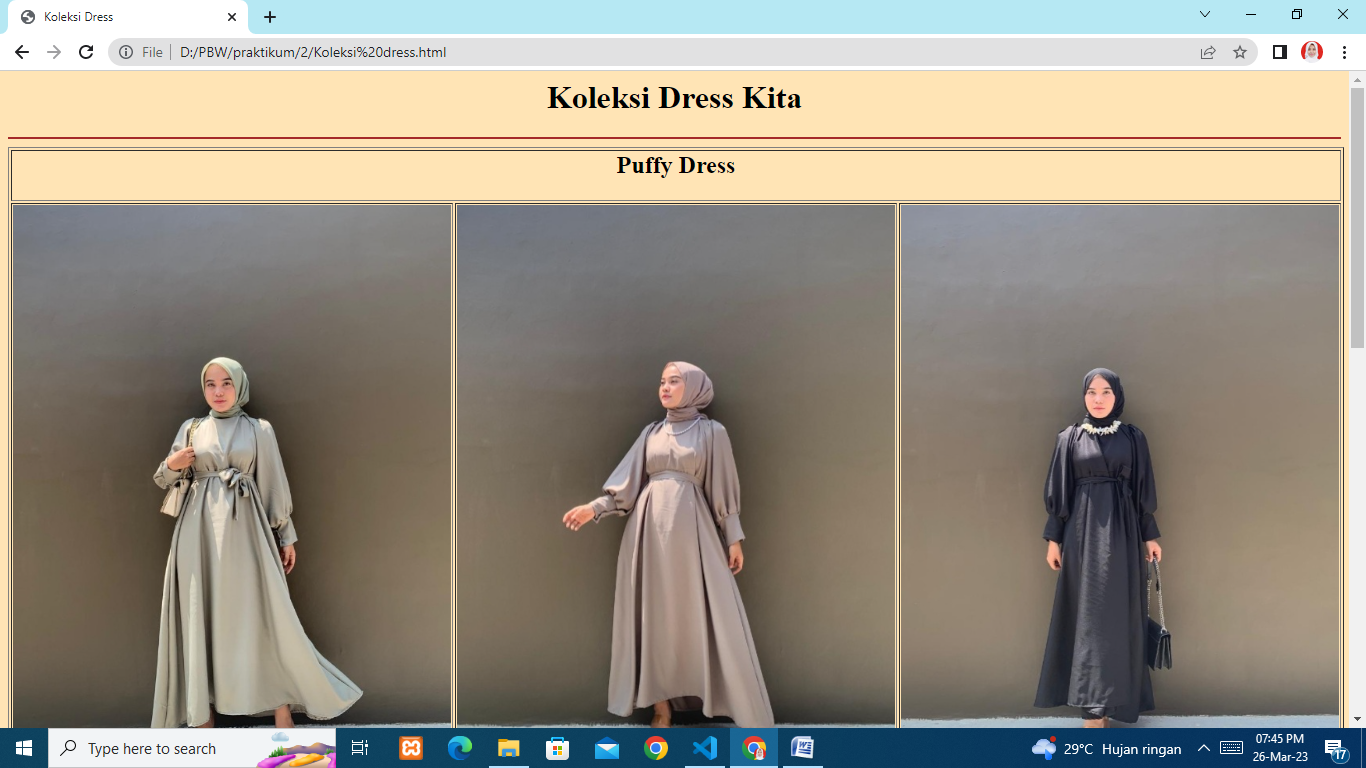 Koleksi Dress
File
D:/PBW/praktikum/2/Koleksi%20dress.html
Koleksi Dress Kita
Puffy Dress
Type here to search
29°C Hujan ringan
07:45 PM
26-Mar-23
17